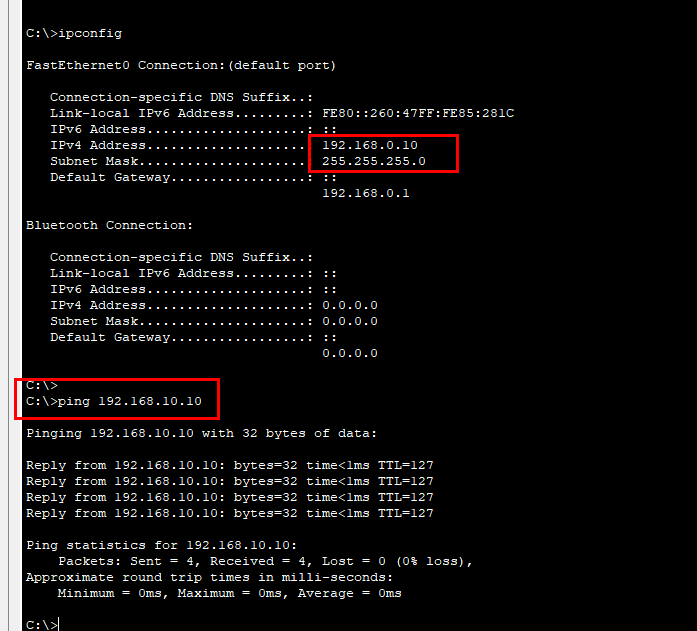 C:\>ipconfig
FastEthernet0 Connection:(default port)
Connection-specific DNS Suffix..:
Link-local IPv6 Address.........: FE80::260:47FF:FE85:281C
IPv6 Address....................: ::
IPv4 Address....................: 192.168.0.10
Subnet Mask.....................: 255.255.255.0
Default Gateway.................: ::
192.168.0.1
Bluetooth Connection:
Connection-specific DNS Suffix..:
Link-local IPv6 Address.........: ::
IPv6 Address....................: ::
IPv4 Address....................: 0.0.0.0
Subnet Mask.....................: 0.0.0.0
Default Gateway.................: ::
0.0.0.0
C:\>
C:\>ping 192.168.10.10
Pinging 192.168.10.10 with 32 bytes of data:
Reply from 192.168.10.10: bytes=32 time<1ms TTL=127
Reply from 192.168.10.10: bytes=32 time<1ms TTL=127
Reply from 192.168.10.10: bytes=32 time<1ms TTL=127
Reply from 192.168.10.10: bytes=32 time<1ms TTL=127
Ping statistics for 192.168.10.10:
Packets: Sent = 4, Received = 4, Lost = 0 (0% loss),
Approximate round trip times in milli-seconds:
Minimum = 0ms, Maximum = 0ms, Average = 0ms
C:\>